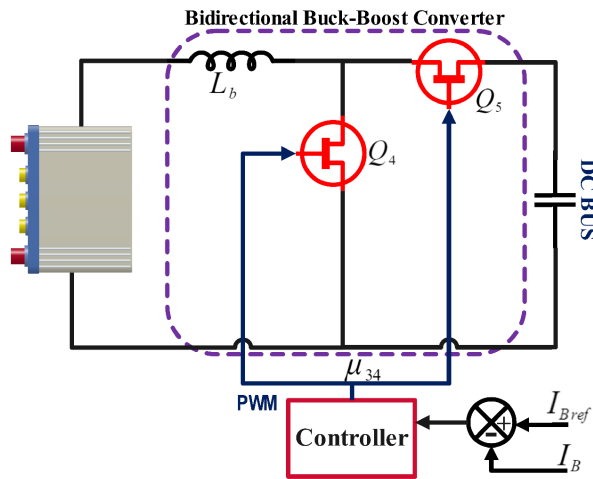 Bidirectional Buck-Boost Converter
L_b
Q_5
Q_4
DC BUS
μ_34
PWM
Controller
+
-
I_Bref
I_B